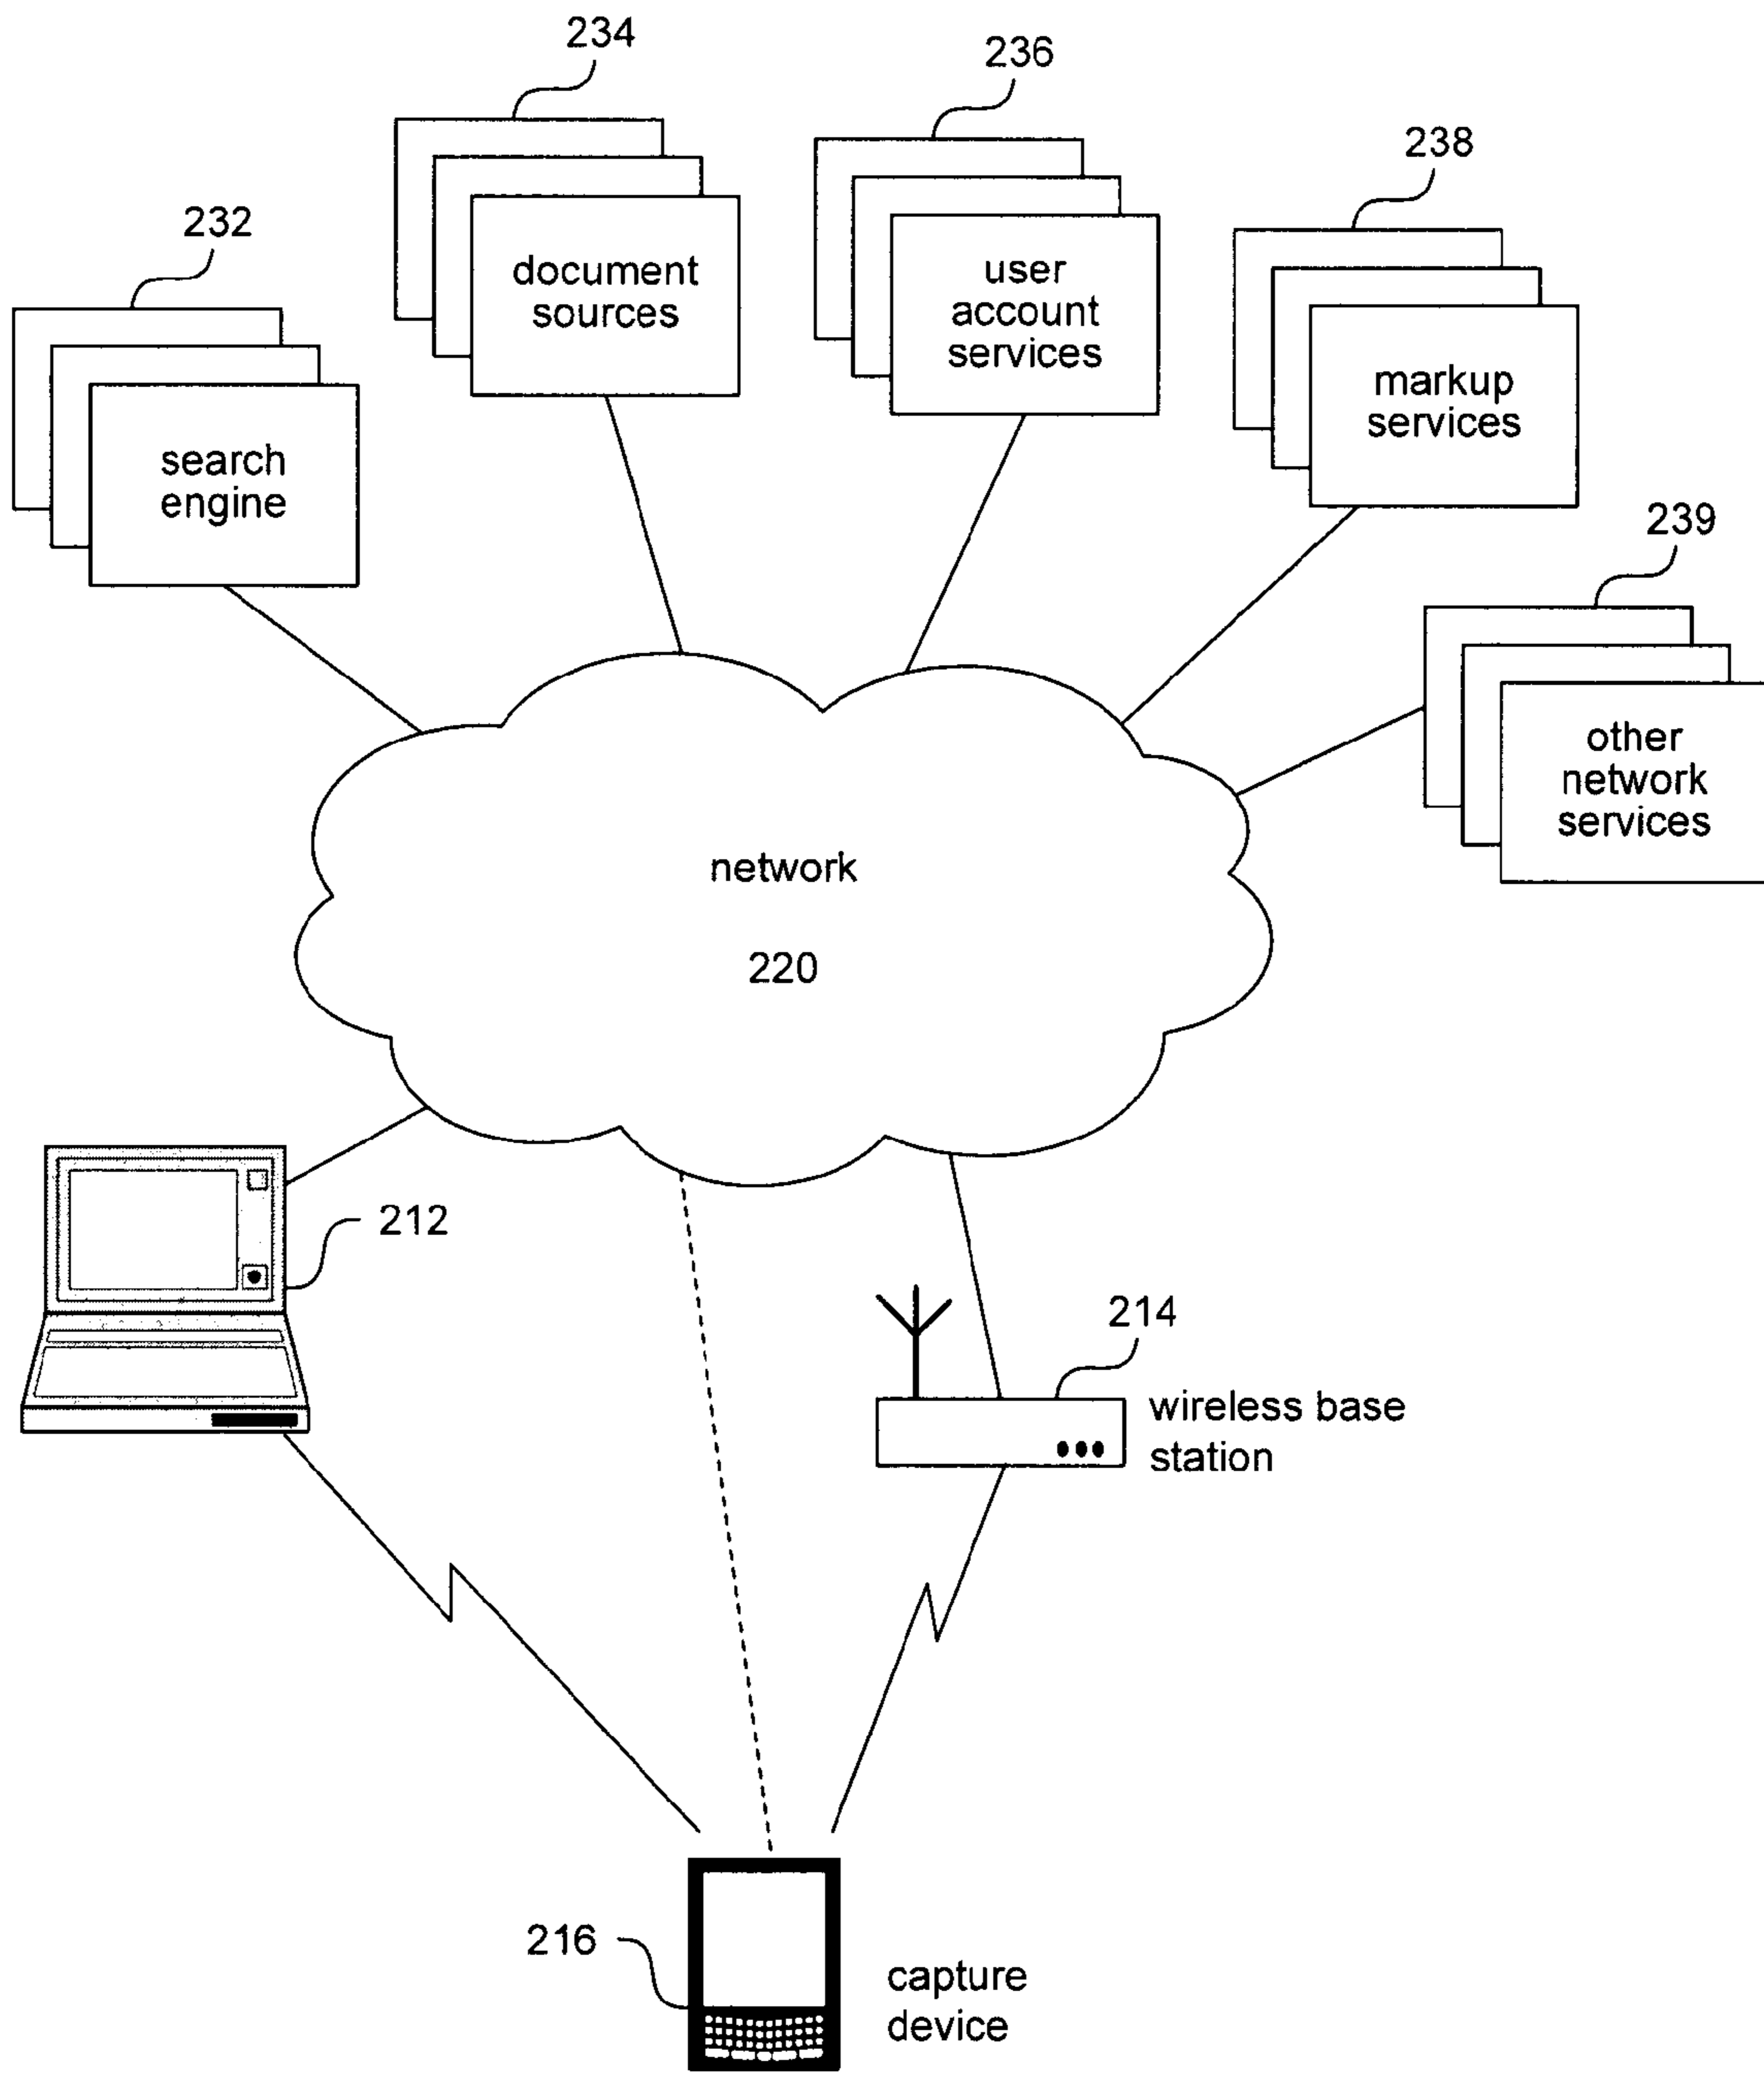 234
236
238
232
document
sources
user
account
services
markup
services
search
engine
239
other
network
services
network
220
212
214
wireless base
station
216
capture
device